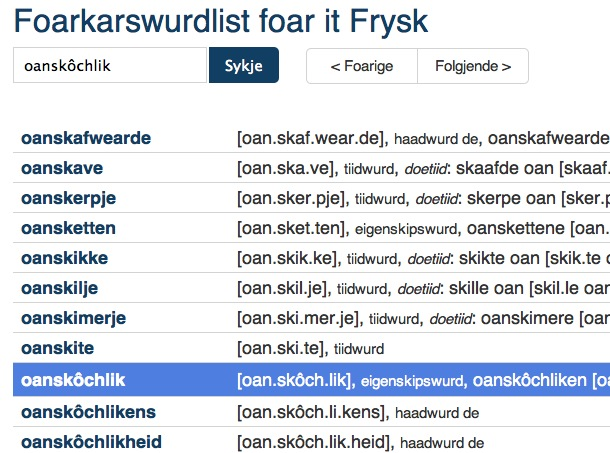 Foarkarswurdlist foar it Frysk
oanskôchlik Sykje < Foarige Folgjende >
oanskafwearde [oan.skaf.wear.de], haadwurd de, oanskafwearde
oanskave [oan.ska.ve], tiidwurd, doetiid: skaafde oan [skaaf.
oanskerpje [oan.sker.pje], tiidwurd, doetiid: skerpe oan [sker.p
oansketten [oan.sket.ten], eigenskipswurd, oanskettene [oan.
oanskikke [oan.skik.ke], tiidwurd, doetiid: skikte oan [skik.te o
oanskilje [oan.skil.je], tiidwurd, doetiid: skille oan [skil.le oan
oanskimerje [oan.ski.mer.je], tiidwurd, doetiid: oanskimere [oan
oanskite [oan.ski.te], tiidwurd
oanskôchlik [oan.skôch.lik], eigenskipswurd, oanskôchliken [oa
oanskôchlikens [oan.skôch.li.kens], haadwurd de
oanskôchlikheid [oan.skôch.lik.heid], haadwurd de